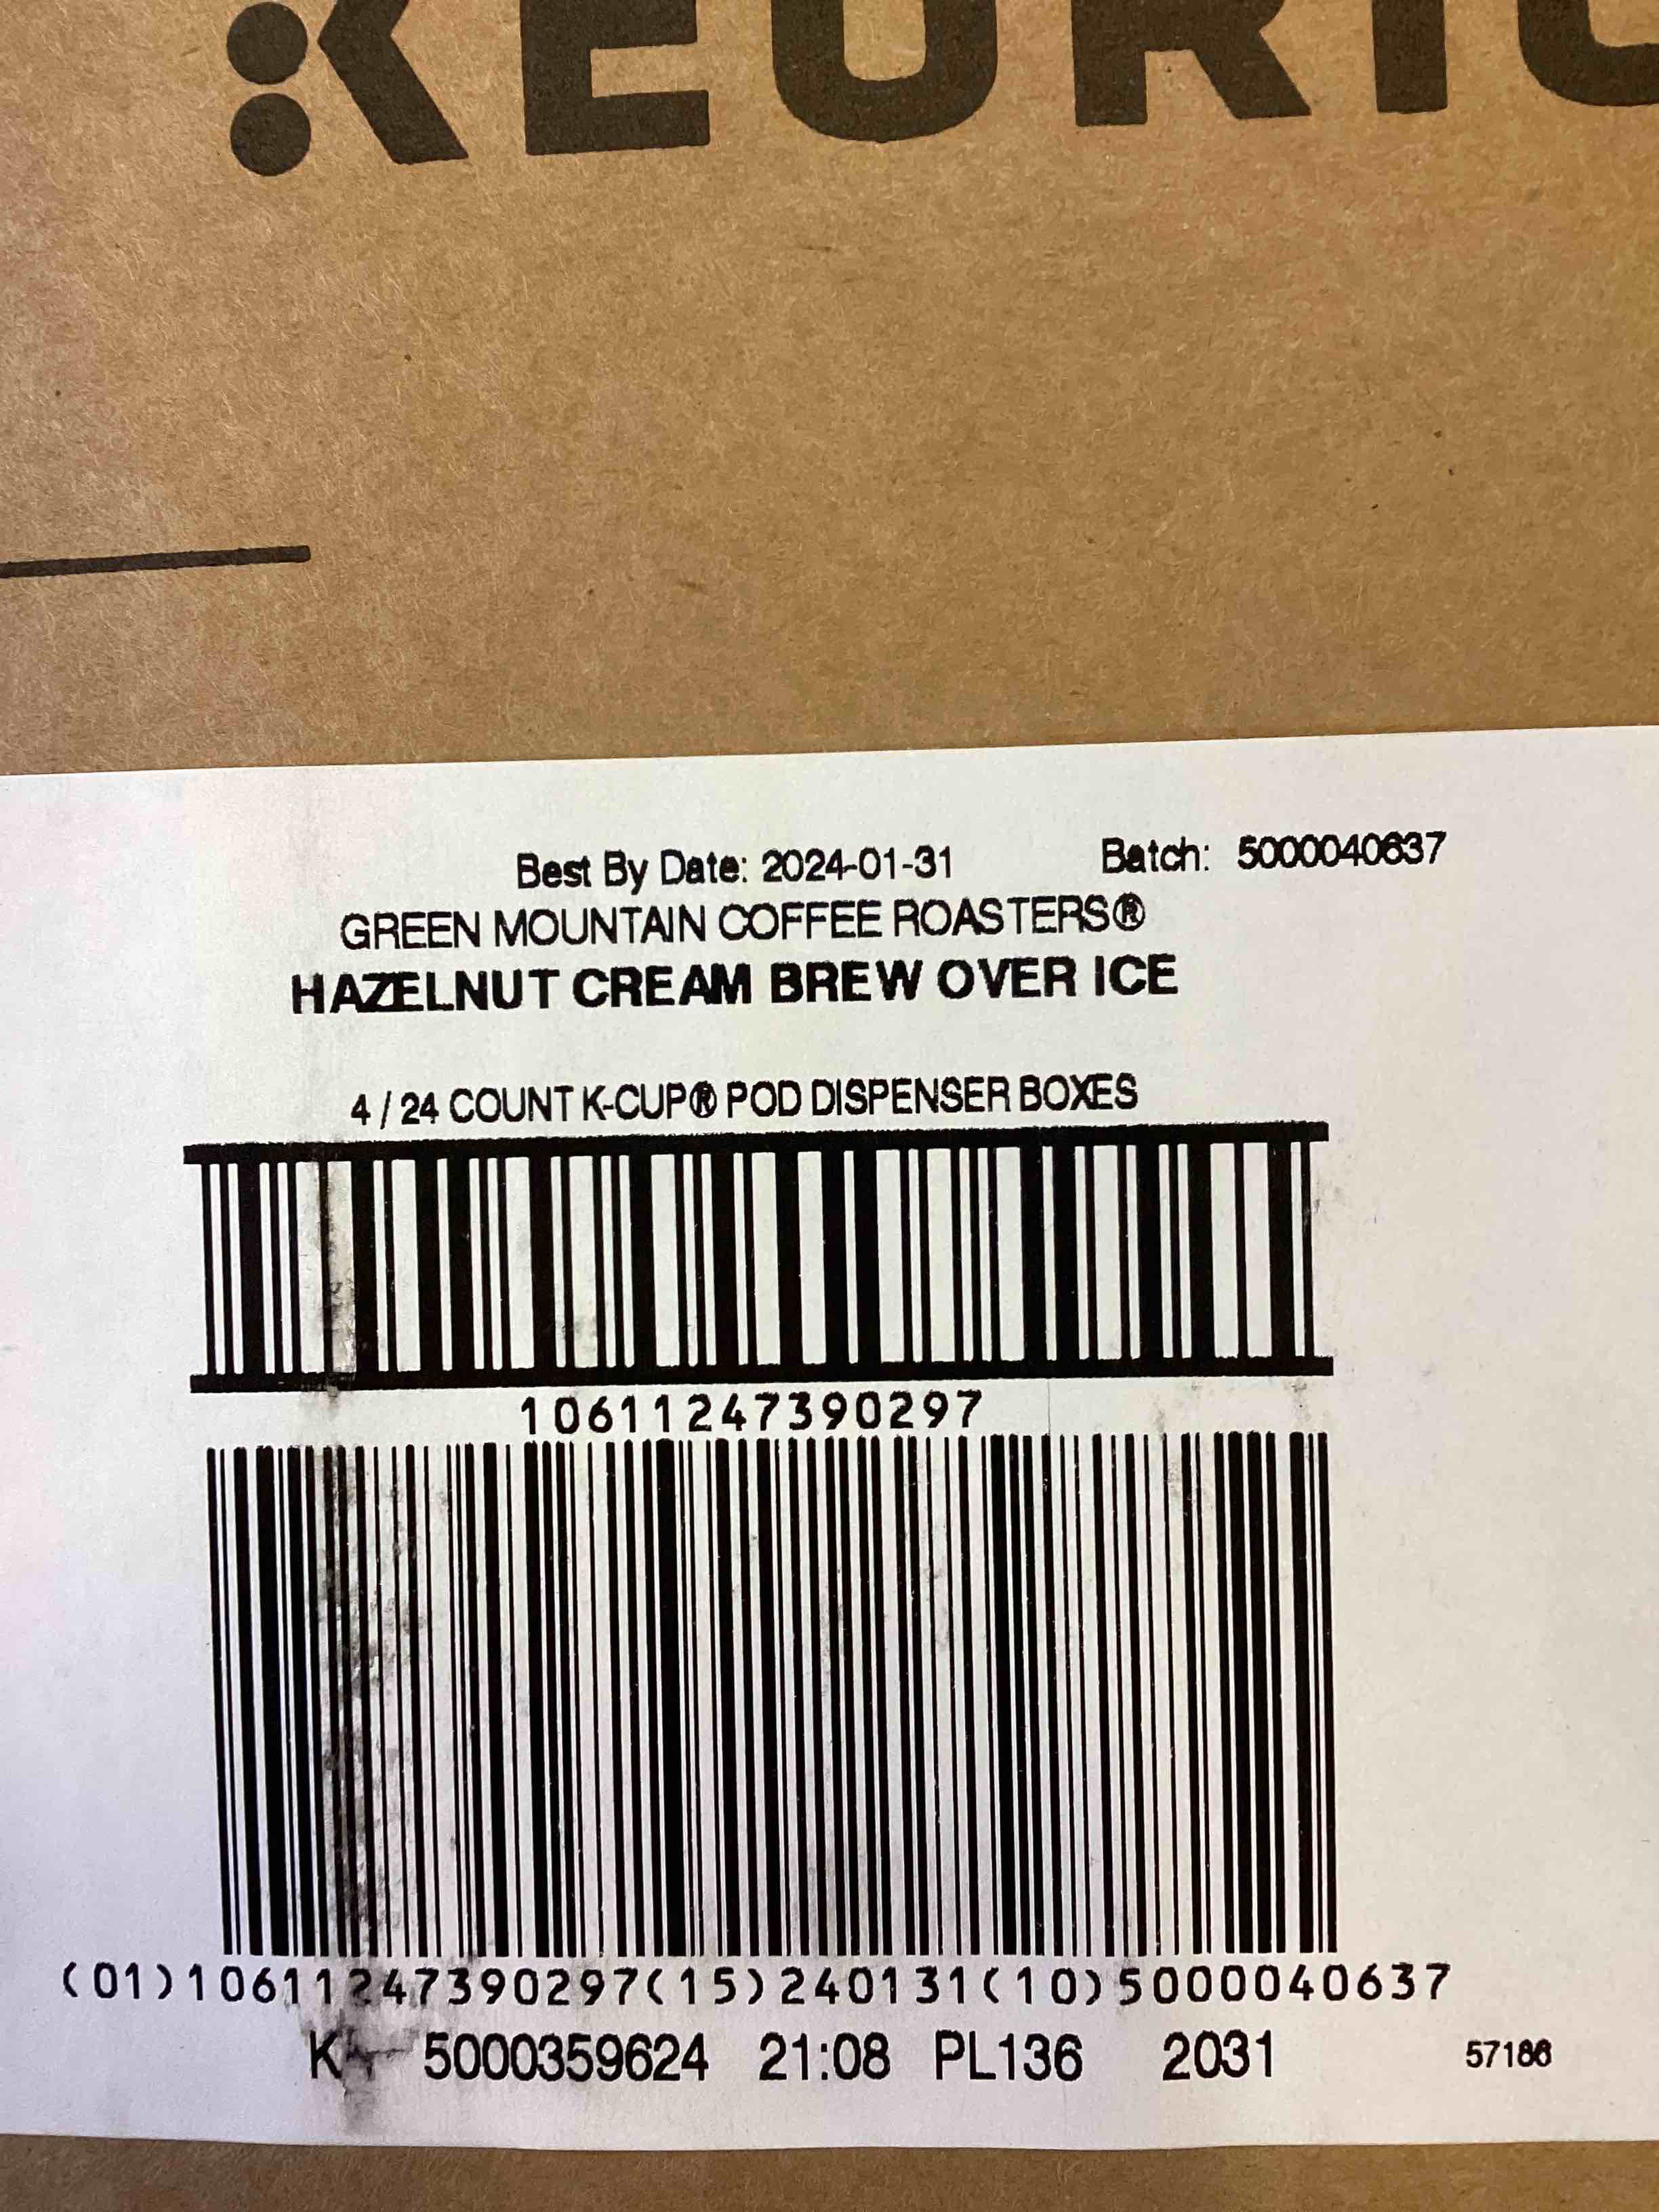 KEURIG
Best By Date: 2024-01-31 Batch: 5000040637
GREEN MOUNTAIN COFFEE ROASTERS®
HAZELNUT CREAM BREW OVER ICE
4 / 24 COUNT K-CUP® POD DISPENSER BOXES
10611247390297
(01)10611247390297(15)240131(10)5000040637
5000359624 21:08 PL136 2031